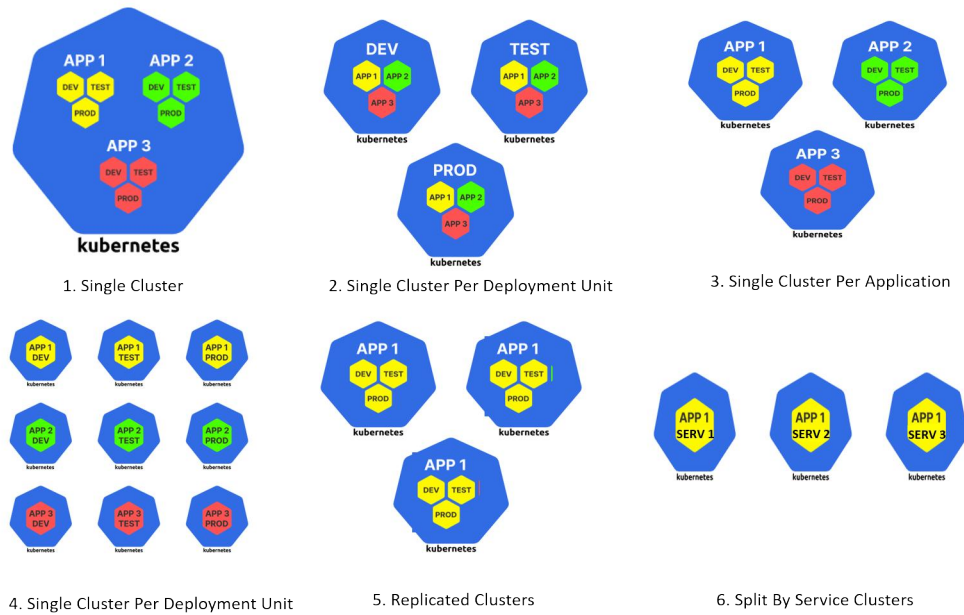 APP 1
DEV TEST
PROD
APP 2
DEV TEST
PROD
APP 3
DEV TEST
PROD
kubernetes
1. Single Cluster
DEV
APP 1 APP 2
APP 3
kubernetes
TEST
APP 1 APP 2
APP 3
kubernetes
PROD
APP 1 APP 2
APP 3
kubernetes
2. Single Cluster Per Deployment Unit
APP 1
DEV TEST
PROD
kubernetes
APP 2
DEV TEST
PROD
kubernetes
APP 3
DEV TEST
PROD
kubernetes
3. Single Cluster Per Application
APP 1
DEV
kubernetes
APP 1
TEST
kubernetes
APP 1
PROD
kubernetes
APP 2
DEV
kubernetes
APP 2
TEST
kubernetes
APP 2
PROD
kubernetes
APP 3
DEV
kubernetes
APP 3
TEST
kubernetes
APP 3
PROD
kubernetes
4. Single Cluster Per Deployment Unit
APP 1
DEV TEST
PROD
kubernetes
APP 1
DEV TEST
PROD
kubernetes
APP 1
DEV TEST
PROD
kubernetes
5. Replicated Clusters
APP 1
SERV 1
kubernetes
APP 1
SERV 2
kubernetes
APP 1
SERV 3
kubernetes
6. Split By Service Clusters